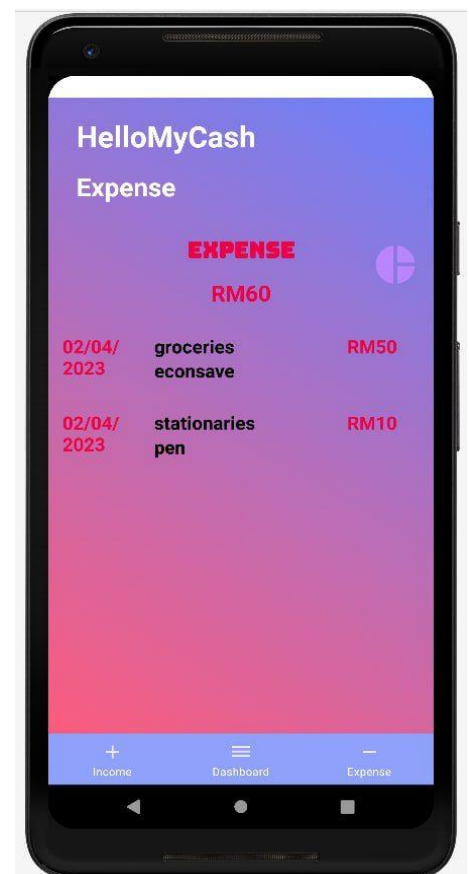 HelloMyCash
Expense
EXPENSE
RM60
02/04/
2023
groceries
econsave
RM50
02/04/
2023
stationaries
pen
RM10
Income
Dashboard
Expense